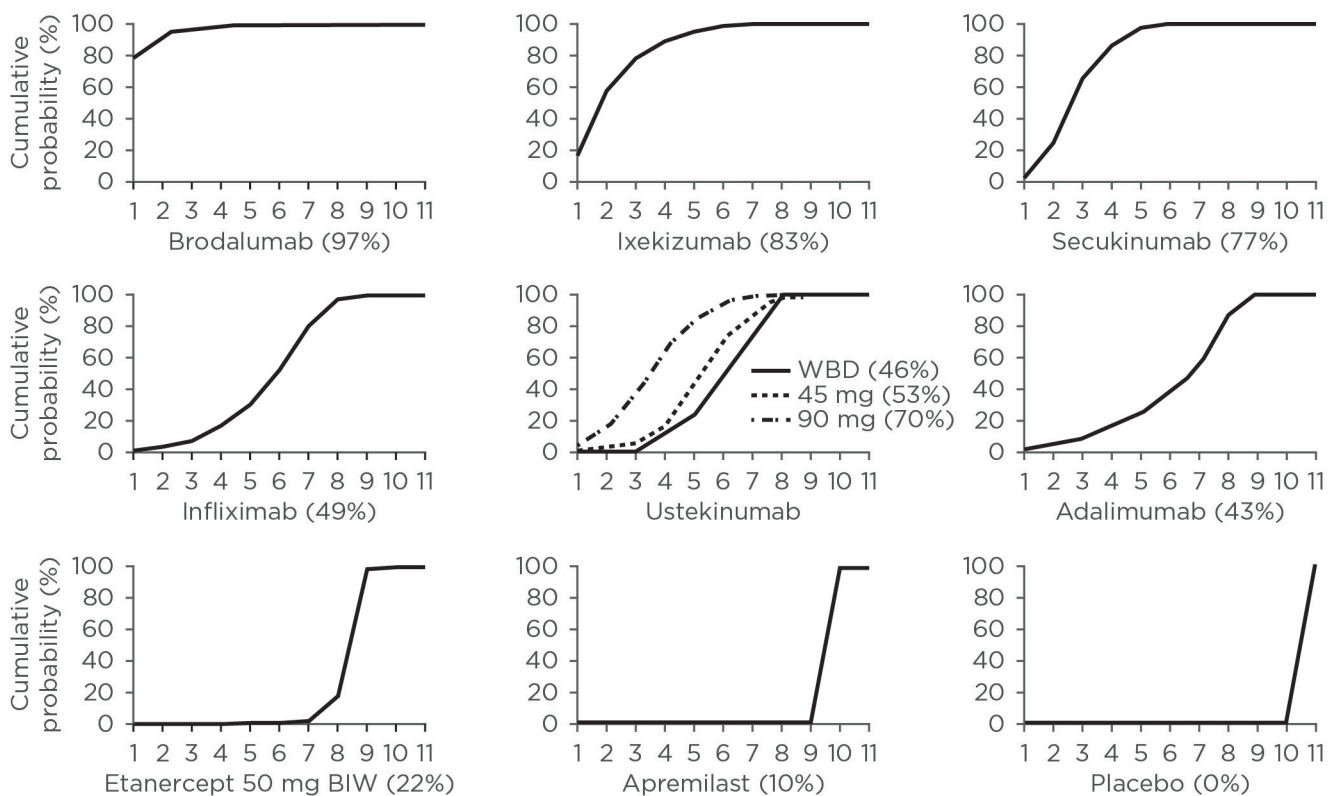 Cumulative probability (%)
100
80
60
40
20
0
1 2 3 4 5 6 7 8 9 10 11
Brodalumab (97%)
100
80
60
40
20
0
1 2 3 4 5 6 7 8 9 10 11
Ixekizumab (83%)
100
80
60
40
20
0
1 2 3 4 5 6 7 8 9 10 11
Secukinumab (77%)
Cumulative probability (%)
100
80
60
40
20
0
1 2 3 4 5 6 7 8 9 10 11
Infliximab (49%)
100
80
60
40
20
0
WBD (46%)
45 mg (53%)
90 mg (70%)
1 2 3 4 5 6 7 8 9 10 11
Ustekinumab
100
80
60
40
20
0
1 2 3 4 5 6 7 8 9 10 11
Adalimumab (43%)
Cumulative probability (%)
100
80
60
40
20
0
1 2 3 4 5 6 7 8 9 10 11
Etanercept 50 mg BIW (22%)
100
80
60
40
20
0
1 2 3 4 5 6 7 8 9 10 11
Apremilast (10%)
100
80
60
40
20
0
1 2 3 4 5 6 7 8 9 10 11
Placebo (0%)